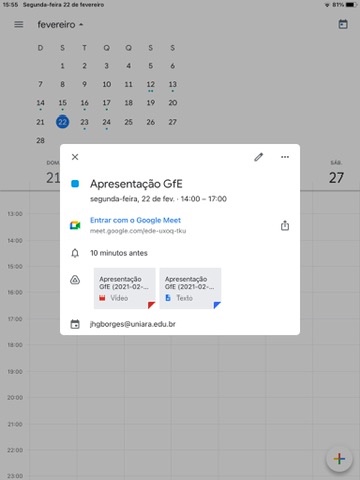 15:55 Segunda-feira 22 de fevereiro 81%
fevereiro
D S T Q Q S S
1 2 3 4 5 6
7 8 9 10 11 12 13
14 15 16 17 18 19 20
21 22 23 24 25 26 27
28
DOM
SÁB.
21
27
Apresentação GfE
segunda-feira, 22 de fev. · 14:00 – 17:00
Entrar com o Google Meet
meet.google.com/ede-uxoq-tku
10 minutos antes
Apresentação GfE (2021-02-...
Vídeo
Apresentação GfE (2021-02-...
Texto
jhgborges@uniara.edu.br
13:00
14:00
15:00
16:00
17:00
18:00
19:00
20:00
21:00
22:00
23:00